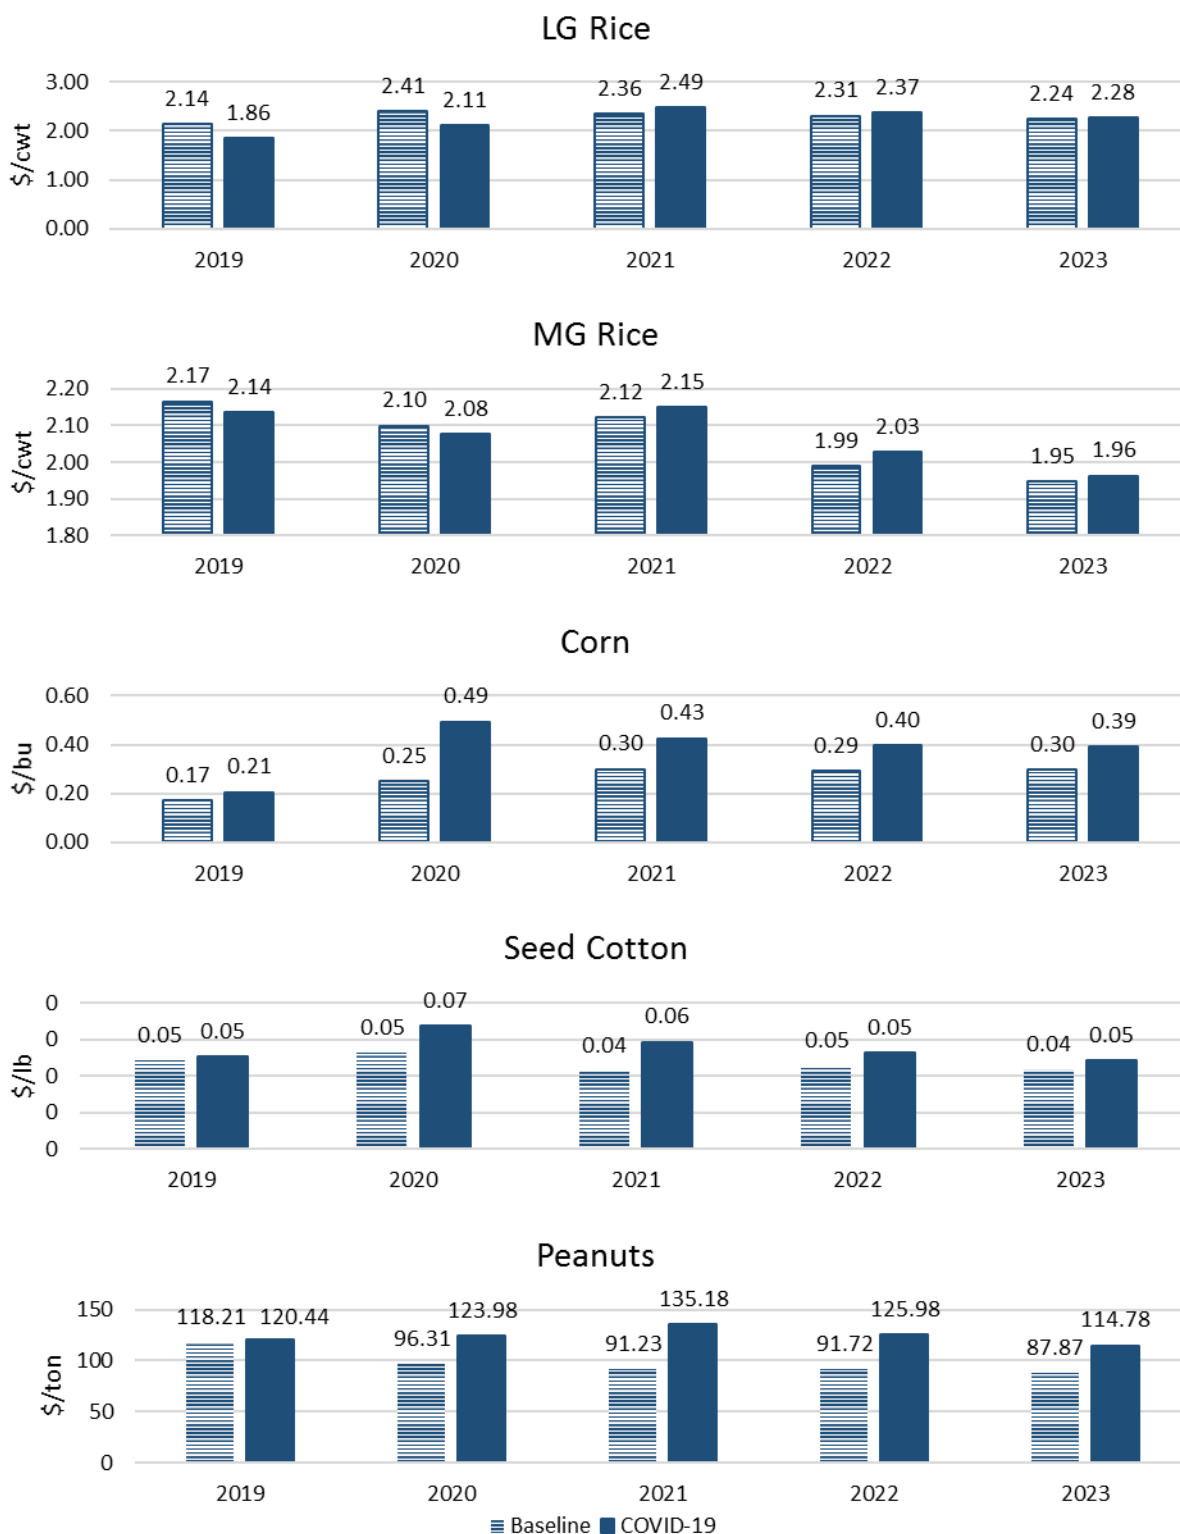 LG Rice
3.00
2.00
1.00
0.00
$/cwt
2.14 1.86 2.41 2.11 2.36 2.49 2.31 2.37 2.24 2.28
2019 2020 2021 2022 2023
MG Rice
2.20
2.10
2.00
1.90
1.80
$/cwt
2.17 2.14 2.10 2.08 2.12 2.15 1.99 2.03 1.95 1.96
2019 2020 2021 2022 2023
Corn
0.60
0.40
0.20
0.00
$/bu
0.17 0.21 0.25 0.49 0.30 0.43 0.29 0.40 0.30 0.39
2019 2020 2021 2022 2023
Seed Cotton
0
0
0
0
0
$/lb
0.05 0.05 0.05 0.07 0.04 0.06 0.05 0.05 0.04 0.05
2019 2020 2021 2022 2023
Peanuts
150
100
50
0
$/ton
118.21 120.44 96.31 123.98 91.23 135.18 91.72 125.98 87.87 114.78
2019 2020 2021 2022 2023
Baseline COVID-19